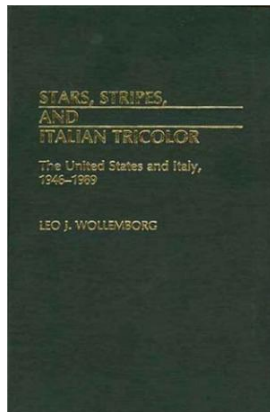 STARS, STRIPES,
AND
ITALIAN TRICOLOR
The United States and Italy,
1946–1989
LEO J. WOLLEMBORG